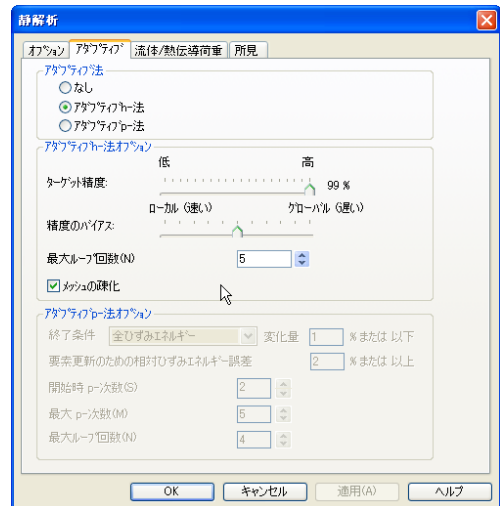 静解析
オプション アダプティブ 流体/熱伝導荷重 所見
アダプティブ法
なし
アダプティブh-法
アダプティブp-法
アダプティブh-法オプション
低 高
ターゲット精度: 99 %
ローカル (速い) グローバル (遅い)
精度のバイアス:
最大ループ回数(N) 5
メッシュの疎化
アダプティブp-法オプション
終了条件 全ひずみエネルギー 変化量 1 % または 以下
要素更新のための相対ひずみエネルギー誤差 2 % または 以上
開始時 p-次数(S) 2
最大 p-次数(M) 5
最大ループ回数(N) 4
OK キャンセル 適用(A) ヘルプ